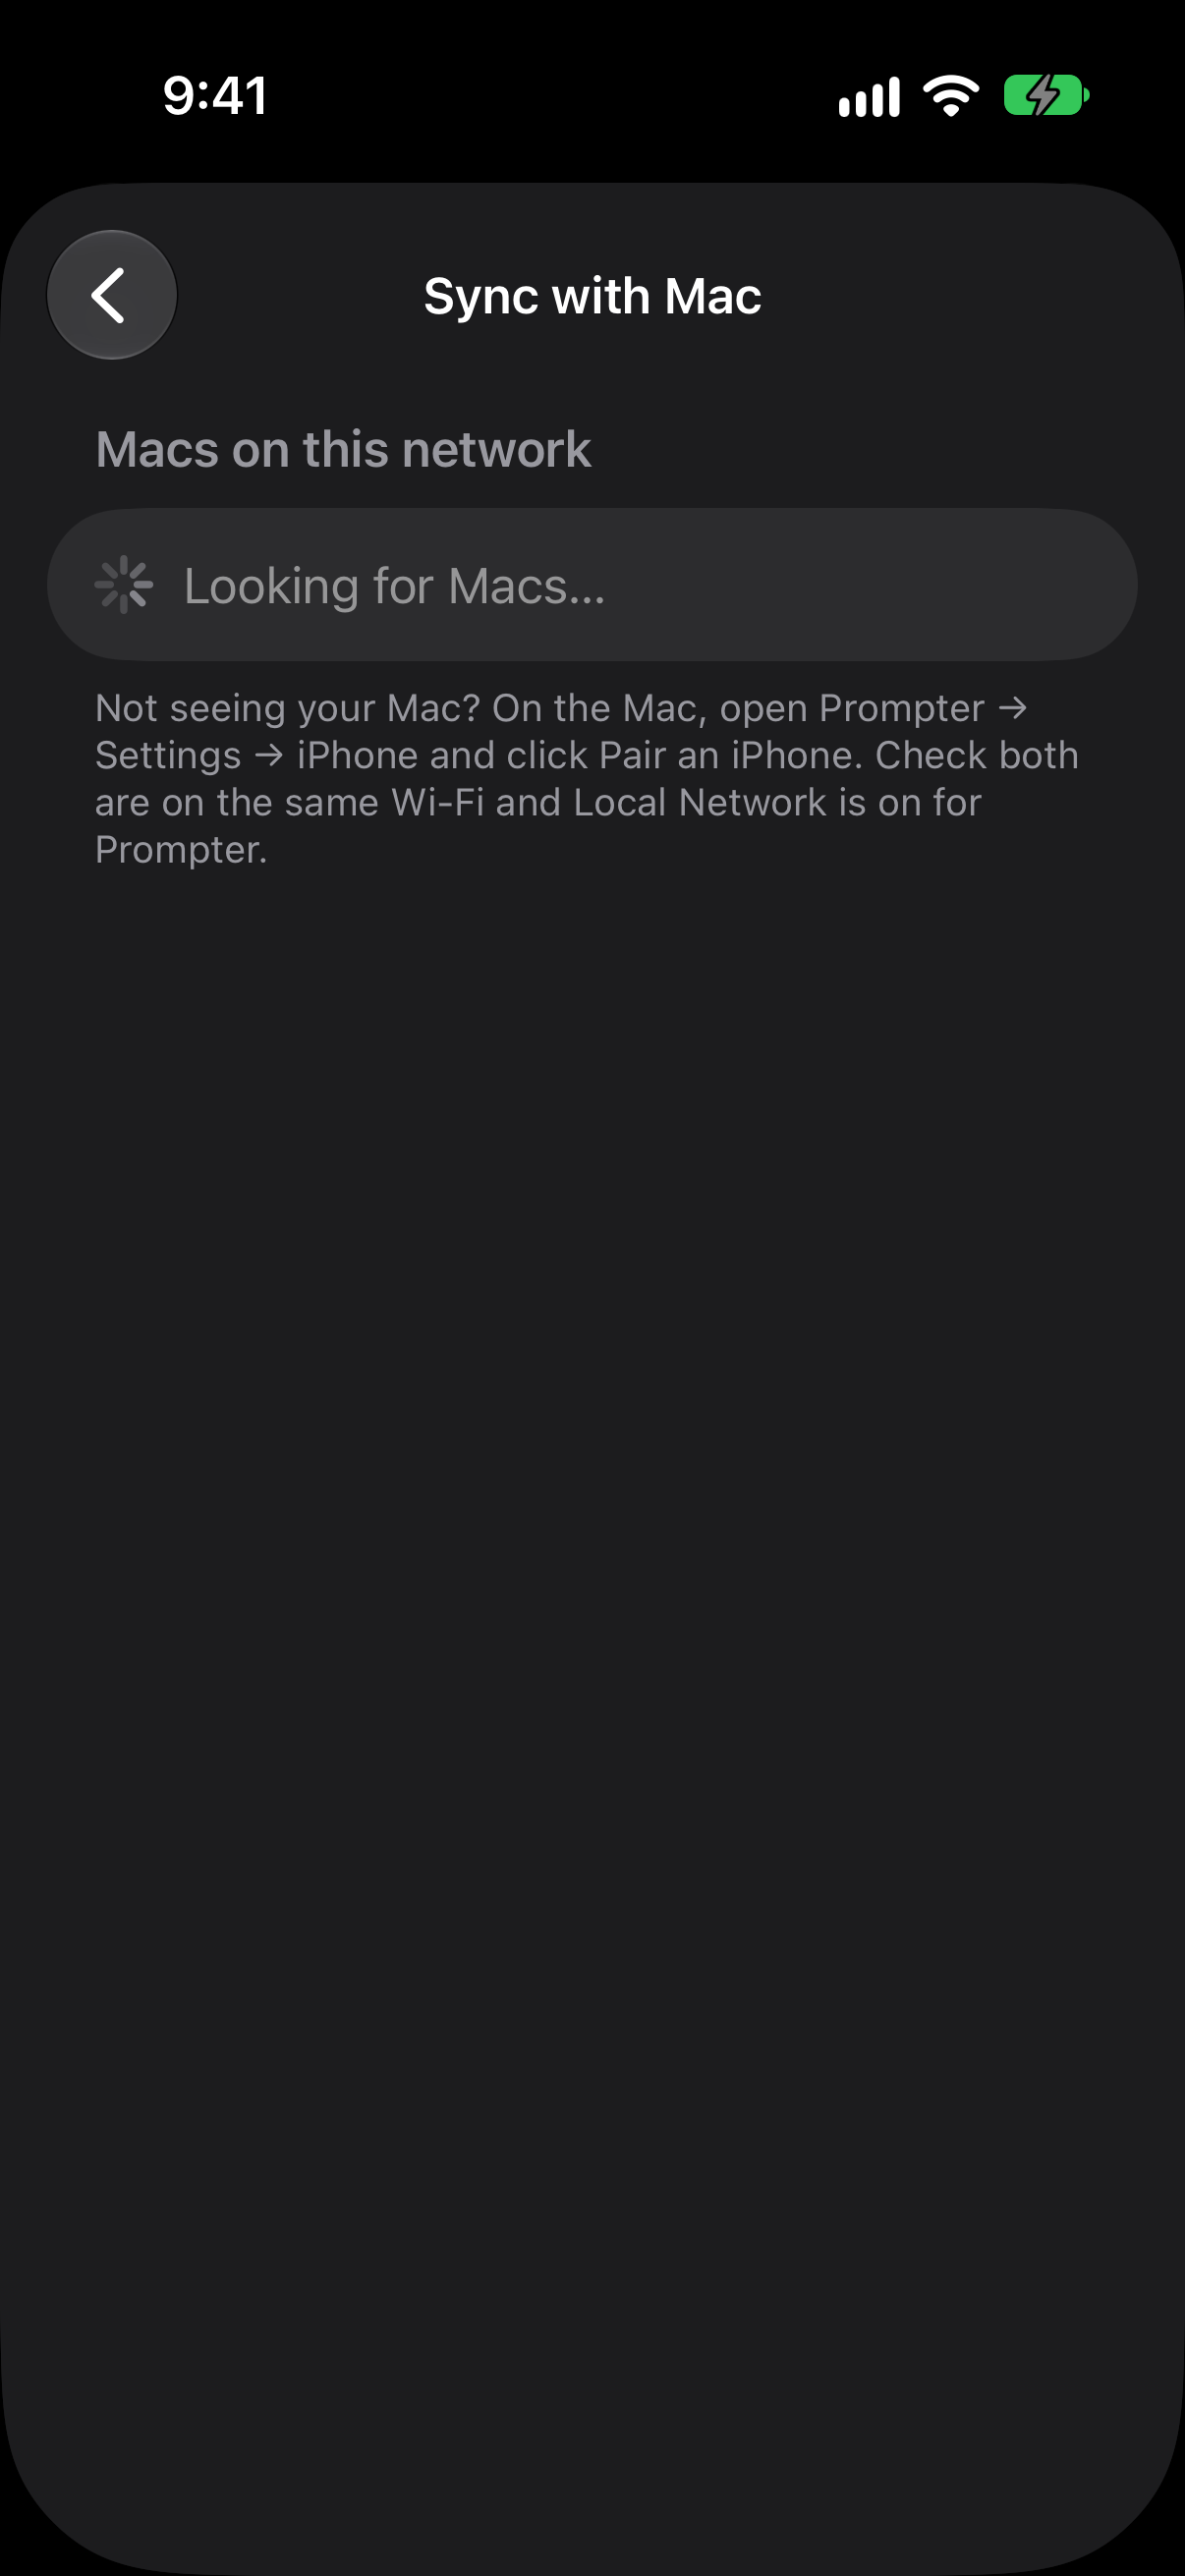 9:41
Sync with Mac
Macs on this network
Looking for Macs...
Not seeing your Mac? On the Mac, open Prompter →
Settings → iPhone and click Pair an iPhone. Check both
are on the same Wi-Fi and Local Network is on for
Prompter.